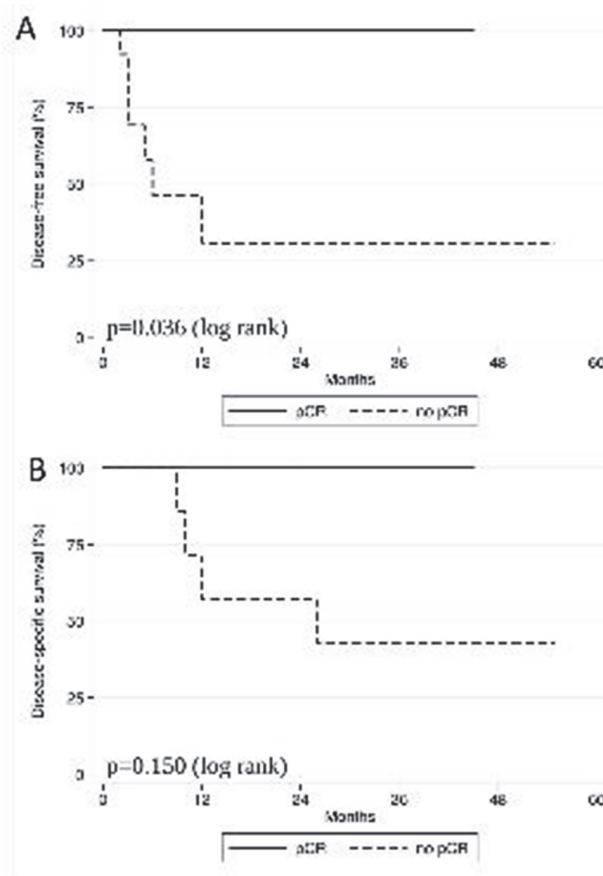 A
100
75
50
25
0
Disease-free survival (%)
p=0.036 (log rank)
0 12 24 36 48 60
Months
pCR no pCR
B
100
75
50
25
0
Disease-specific survival (%)
p=0.150 (log rank)
0 12 24 36 48 60
Months
pCR no pCR